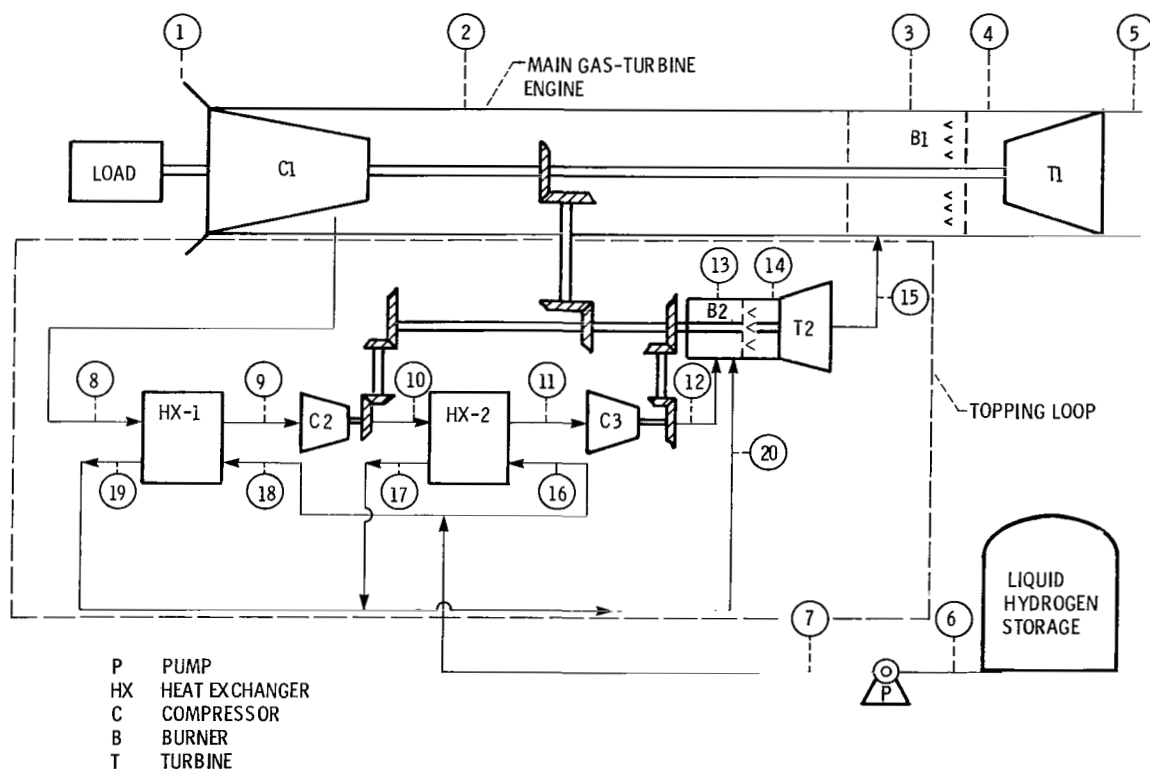 1
2
3
4
5
MAIN GAS-TURBINE
ENGINE
LOAD
C1
B1
T1
13
14
B2
T2
15
8
9
10
11
12
HX-1
C2
HX-2
C3
TOPPING LOOP
19
18
17
16
20
LIQUID
HYDROGEN
STORAGE
7
6
P
P PUMP
HX HEAT EXCHANGER
C COMPRESSOR
B BURNER
T TURBINE